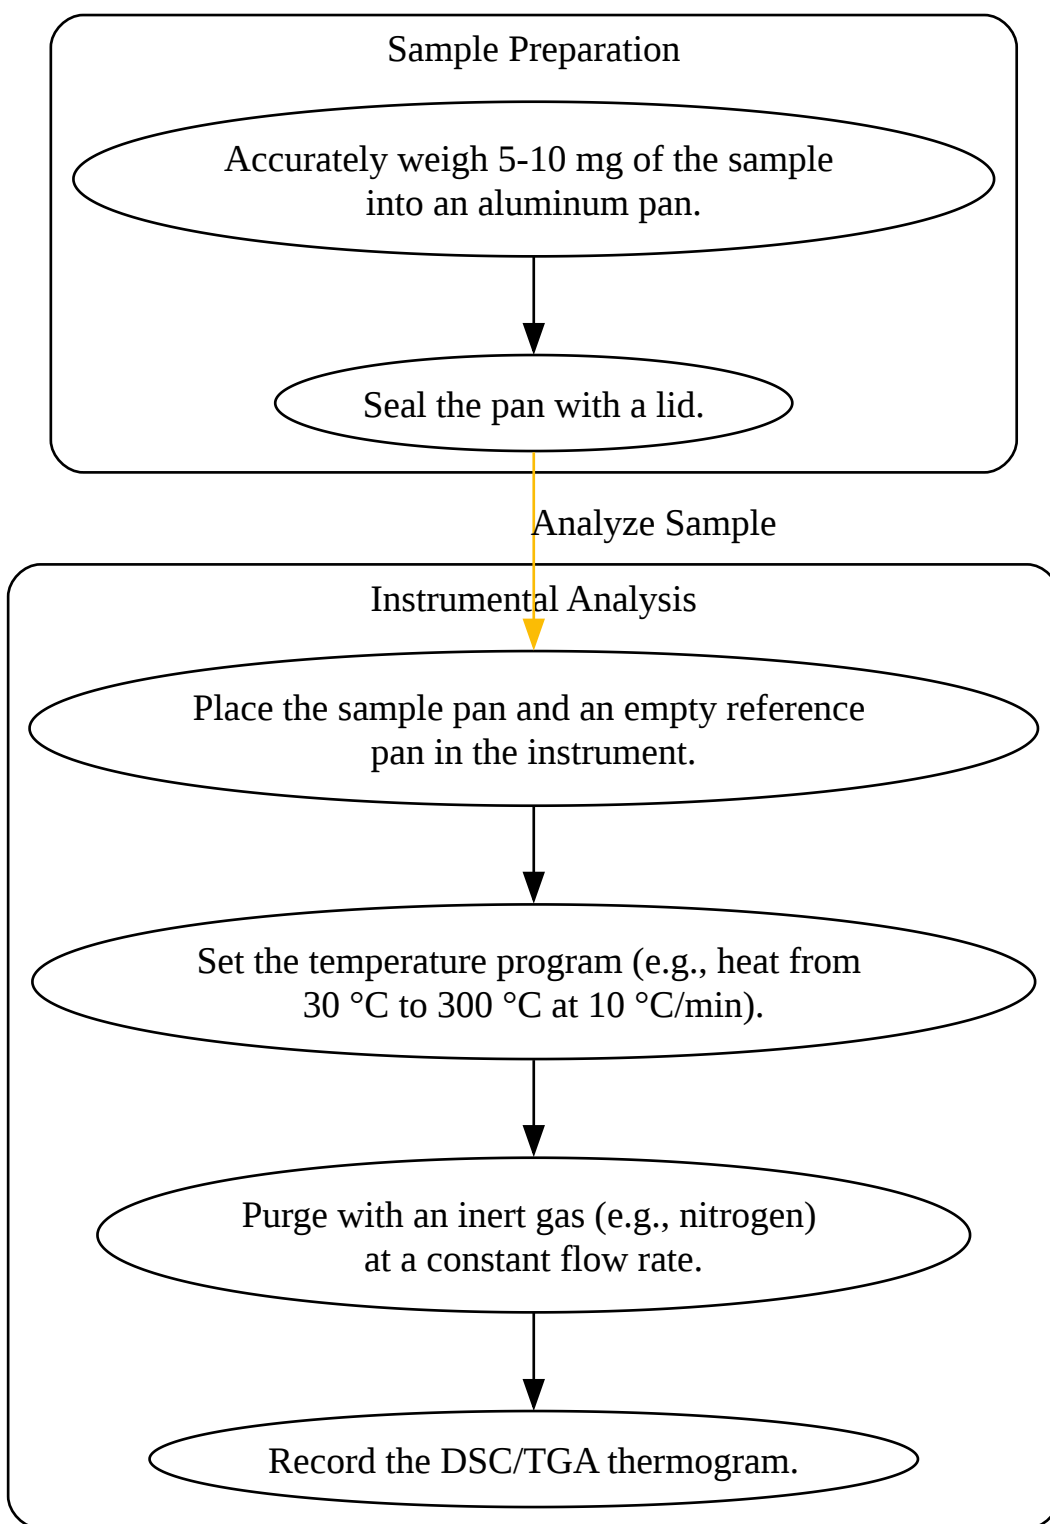 Sample Preparation
Accurately weigh 5-10 mg of the sample
into an aluminum pan.
Seal the pan with a lid.
Analyze Sample
Instrumental Analysis
Place the sample pan and an empty reference
pan in the instrument.
Set the temperature program (e.g., heat from
30 °C to 300 °C at 10 °C/min).
Purge with an inert gas (e.g., nitrogen)
at a constant flow rate.
Record the DSC/TGA thermogram.